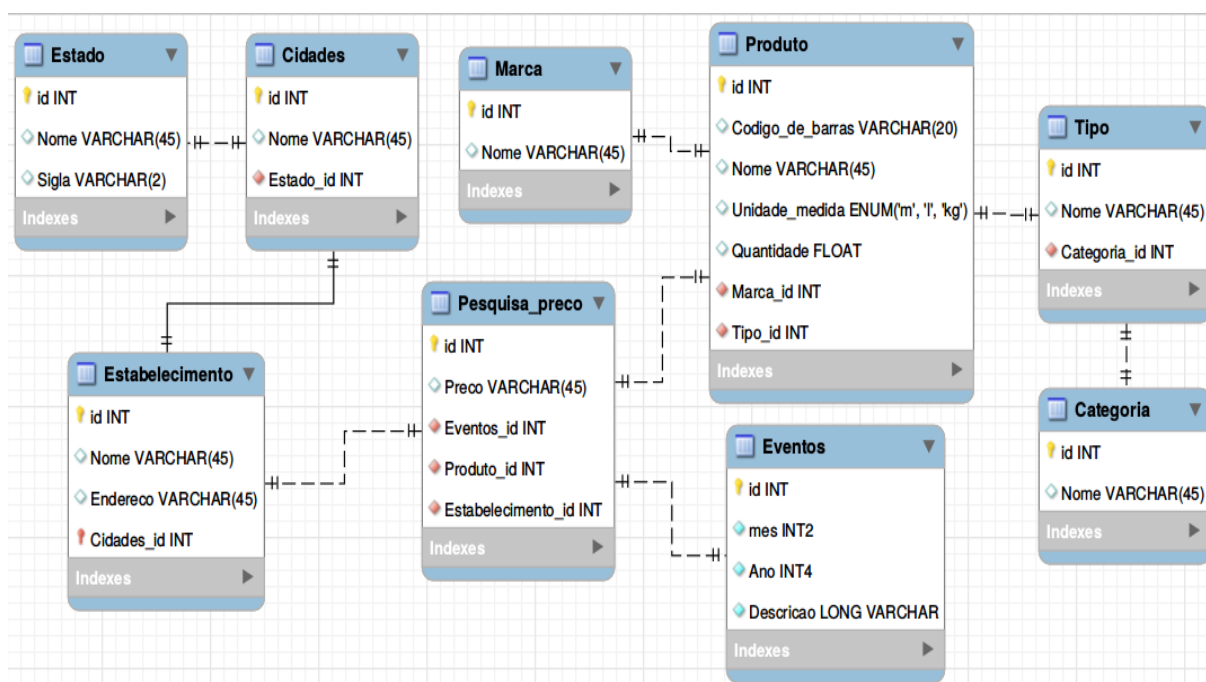 Estado
id INT
Nome VARCHAR(45)
Sigla VARCHAR(2)
Indexes
Cidades
id INT
Nome VARCHAR(45)
Estado_id INT
Indexes
Marca
id INT
Nome VARCHAR(45)
Indexes
Produto
id INT
Codigo_de_barras VARCHAR(20)
Nome VARCHAR(45)
Unidade_medida ENUM('m', 'l', 'kg')
Quantidade FLOAT
Marca_id INT
Tipo_id INT
Indexes
Tipo
id INT
Nome VARCHAR(45)
Categoria_id INT
Indexes
Estabelecimento
id INT
Nome VARCHAR(45)
Endereco VARCHAR(45)
Cidades_id INT
Indexes
Pesquisa_preco
id INT
Preco VARCHAR(45)
Eventos_id INT
Produto_id INT
Estabelecimento_id INT
Indexes
Eventos
id INT
mes INT2
Ano INT4
Descricao LONG VARCHAR
Indexes
Categoria
id INT
Nome VARCHAR(45)
Indexes